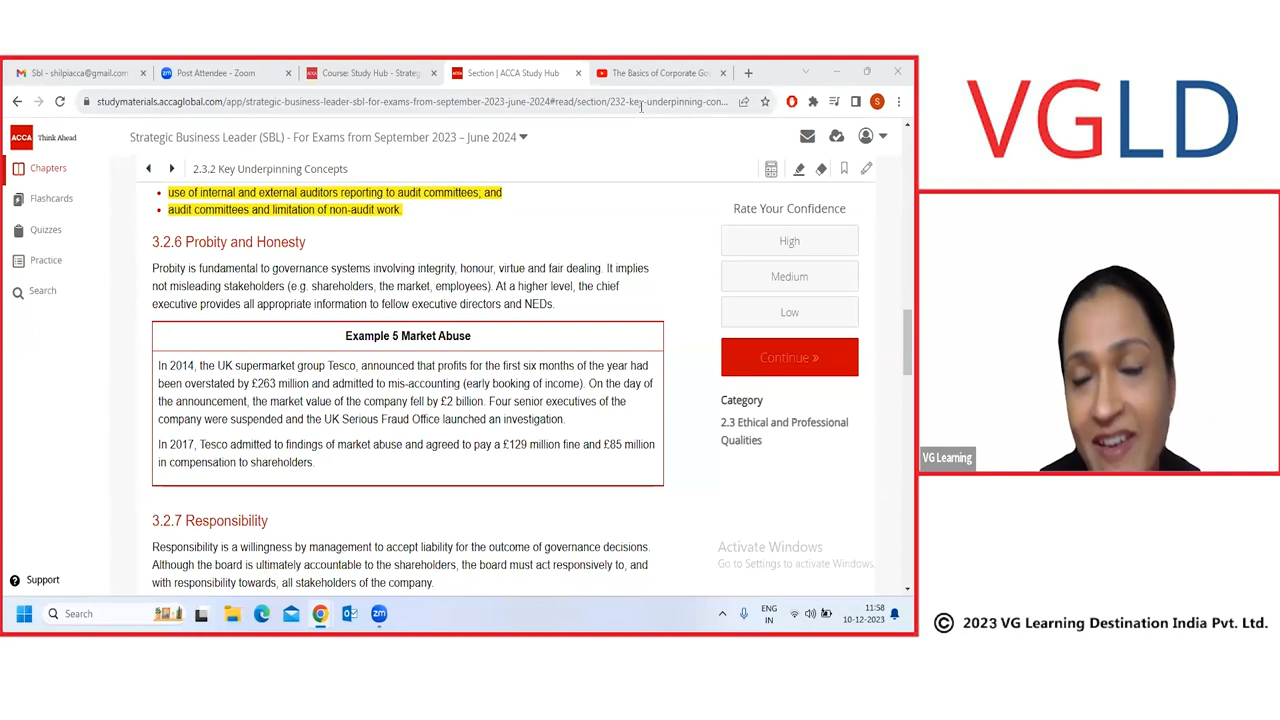 Sbl - shilpiacca@gmail.com
Post Attendee - Zoom
Course: Study Hub - Strateg
Section | ACCA Study Hub
The Basics of Corporate Gov
studymaterials.accaglobal.com/app/strategic-business-leader-sbl-for-exams-from-september-2023-june-2024#read/section/232-key-underpinning-con...
S
ACCA Think Ahead
Strategic Business Leader (SBL) - For Exams from September 2023 – June 2024
Chapters
Flashcards
Quizzes
Practice
Search
Support
2.3.2 Key Underpinning Concepts
• use of internal and external auditors reporting to audit committees; and
• audit committees and limitation of non-audit work.
3.2.6 Probity and Honesty
Probity is fundamental to governance systems involving integrity, honour, virtue and fair dealing. It implies
not misleading stakeholders (e.g. shareholders, the market, employees). At a higher level, the chief
executive provides all appropriate information to fellow executive directors and NEDs.
Example 5 Market Abuse
In 2014, the UK supermarket group Tesco, announced that profits for the first six months of the year had
been overstated by £263 million and admitted to mis-accounting (early booking of income). On the day of
the announcement, the market value of the company fell by £2 billion. Four senior executives of the
company were suspended and the UK Serious Fraud Office launched an investigation.
In 2017, Tesco admitted to findings of market abuse and agreed to pay a £129 million fine and £85 million
in compensation to shareholders.
3.2.7 Responsibility
Responsibility is a willingness by management to accept liability for the outcome of governance decisions.
Although the board is ultimately accountable to the shareholders, the board must act responsively to, and
with responsibility towards, all stakeholders of the company.
Rate Your Confidence
High
Medium
Low
Continue »
Category
2.3 Ethical and Professional
Qualities
Activate Windows
Go to Settings to activate Windows.
Search
zm
ENG
IN
11:58
10-12-2023
VGLD
VG Learning
© 2023 VG Learning Destination India Pvt. Ltd.